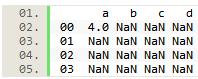 01. a b c d
02. 00 4.0 NaN NaN NaN
03. 01 NaN NaN NaN NaN
04. 02 NaN NaN NaN NaN
05. 03 NaN NaN NaN NaN